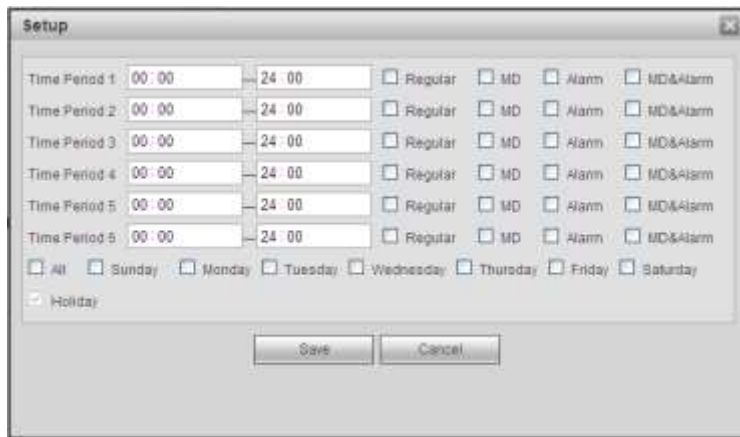 Setup
Time Period 1 00:00 — 24:00 Regular MD Alarm MD&Alarm
Time Period 2 00:00 — 24:00 Regular MD Alarm MD&Alarm
Time Period 3 00:00 — 24:00 Regular MD Alarm MD&Alarm
Time Period 4 00:00 — 24:00 Regular MD Alarm MD&Alarm
Time Period 5 00:00 — 24:00 Regular MD Alarm MD&Alarm
Time Period 6 00:00 — 24:00 Regular MD Alarm MD&Alarm
All Sunday Monday Tuesday Wednesday Thursday Friday Saturday
Holiday
Save Cancel